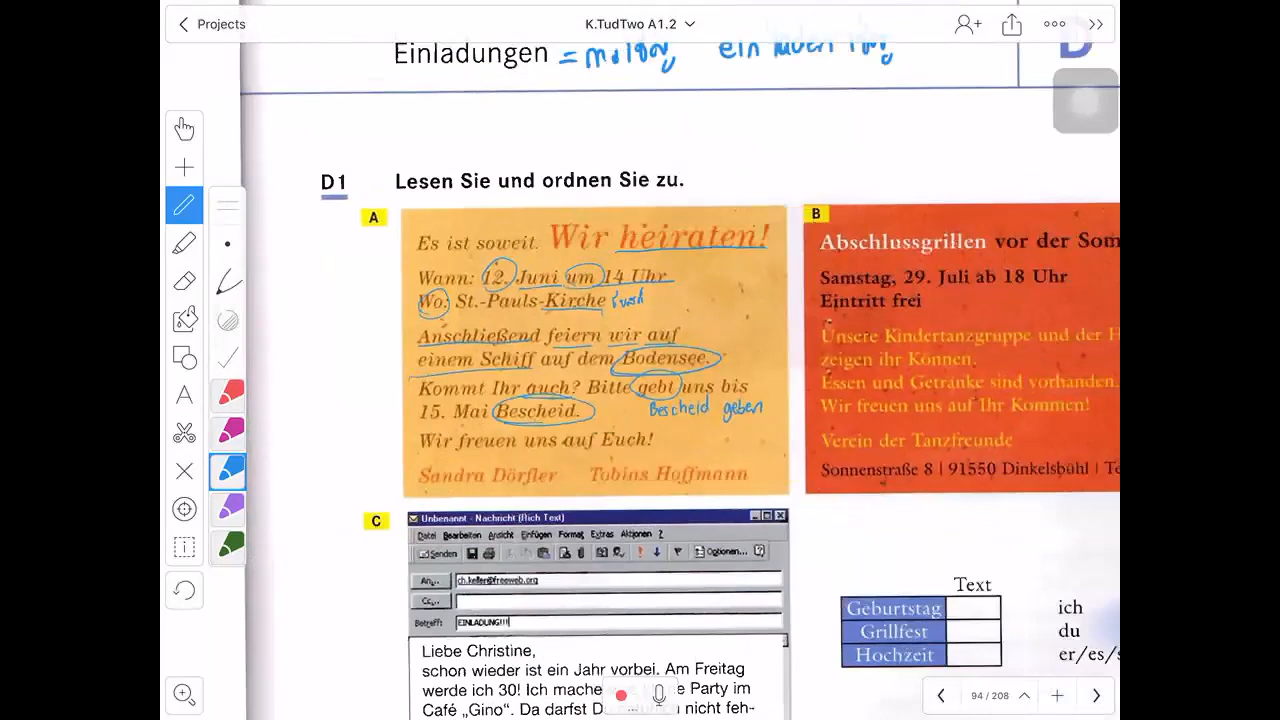 Projects
K.TudTwo A1.2
Einladungen =
D
D1 Lesen Sie und ordnen Sie zu.
A
Es ist soweit. Wir heiraten!
Wann: 12. Juni um 14 Uhr
Wo: St.-Pauls-Kirche
Anschließend feiern wir auf
einem Schiff auf dem Bodensee.
Kommt Ihr auch? Bitte gebt uns bis
15. Mai Bescheid.
Bescheid geben
Wir freuen uns auf Euch!
Sandra Dörfler Tobias Hoffmann
B
Abschlussgrillen vor der Som
Samstag, 29. Juli ab 18 Uhr
Eintritt frei
Unsere Kindertanzgruppe und der H
zeigen ihr Können.
Essen und Getränke sind vorhanden.
Wir freuen uns auf Ihr Kommen!
Verein der Tanzfreunde
Sonnenstraße 8 | 91550 Dinkelsbühl | Te
C
Unbenannt - Nachricht (Rich Text)
Datei Bearbeiten Ansicht Einfügen Format Extras Aktionen ?
Senden Optionen...
An...
ch.keller@freeweb.org
Cc...
Betreff: EINLADUNG!!!
Liebe Christine,
schon wieder ist ein Jahr vorbei. Am Freitag
werde ich 30! Ich mache Party im
Café „Gino“. Da darfst D nicht feh-
Text
Geburtstag
Grillfest
Hochzeit
ich
du
er/es/s
94 / 208